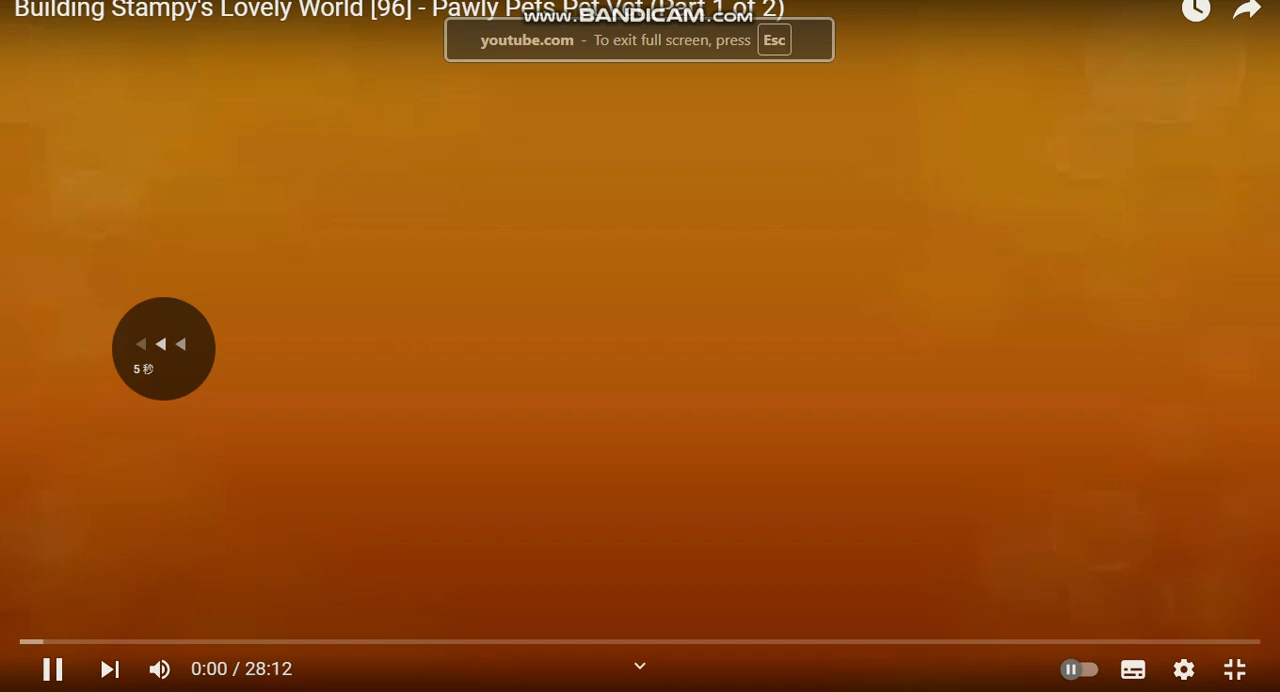 Building Stampy's Lovely World [96] - Pawly Pets Pet Vet (Part 1 of 2)
www.BANDICAM.com
youtube.com - To exit full screen, press Esc
5 秒
0:00 / 28:12